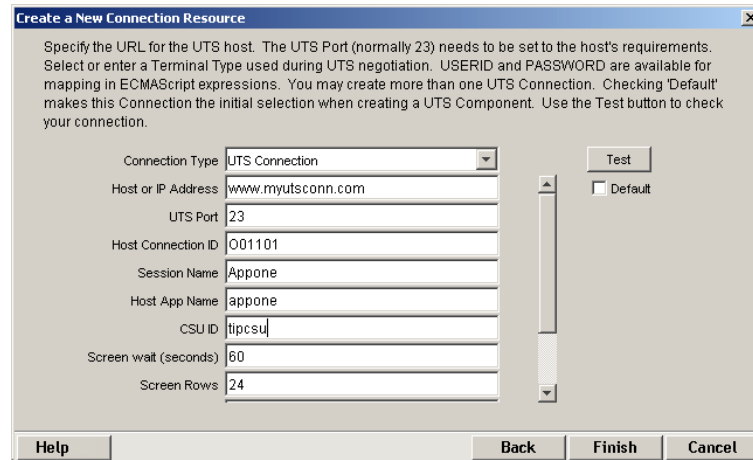 Create a New Connection Resource
Specify the URL for the UTS host. The UTS Port (normally 23) needs to be set to the host's requirements.
Select or enter a Terminal Type used during UTS negotiation. USERID and PASSWORD are available for
mapping in ECMAScript expressions. You may create more than one UTS Connection. Checking 'Default'
makes this Connection the initial selection when creating a UTS Component. Use the Test button to check
your connection.
Connection Type UTS Connection Test
Host or IP Address www.myutsconn.com Default
UTS Port 23
Host Connection ID O01101
Session Name Appone
Host App Name appone
CSU ID tipcsu
Screen wait (seconds) 60
Screen Rows 24
Help Back Finish Cancel